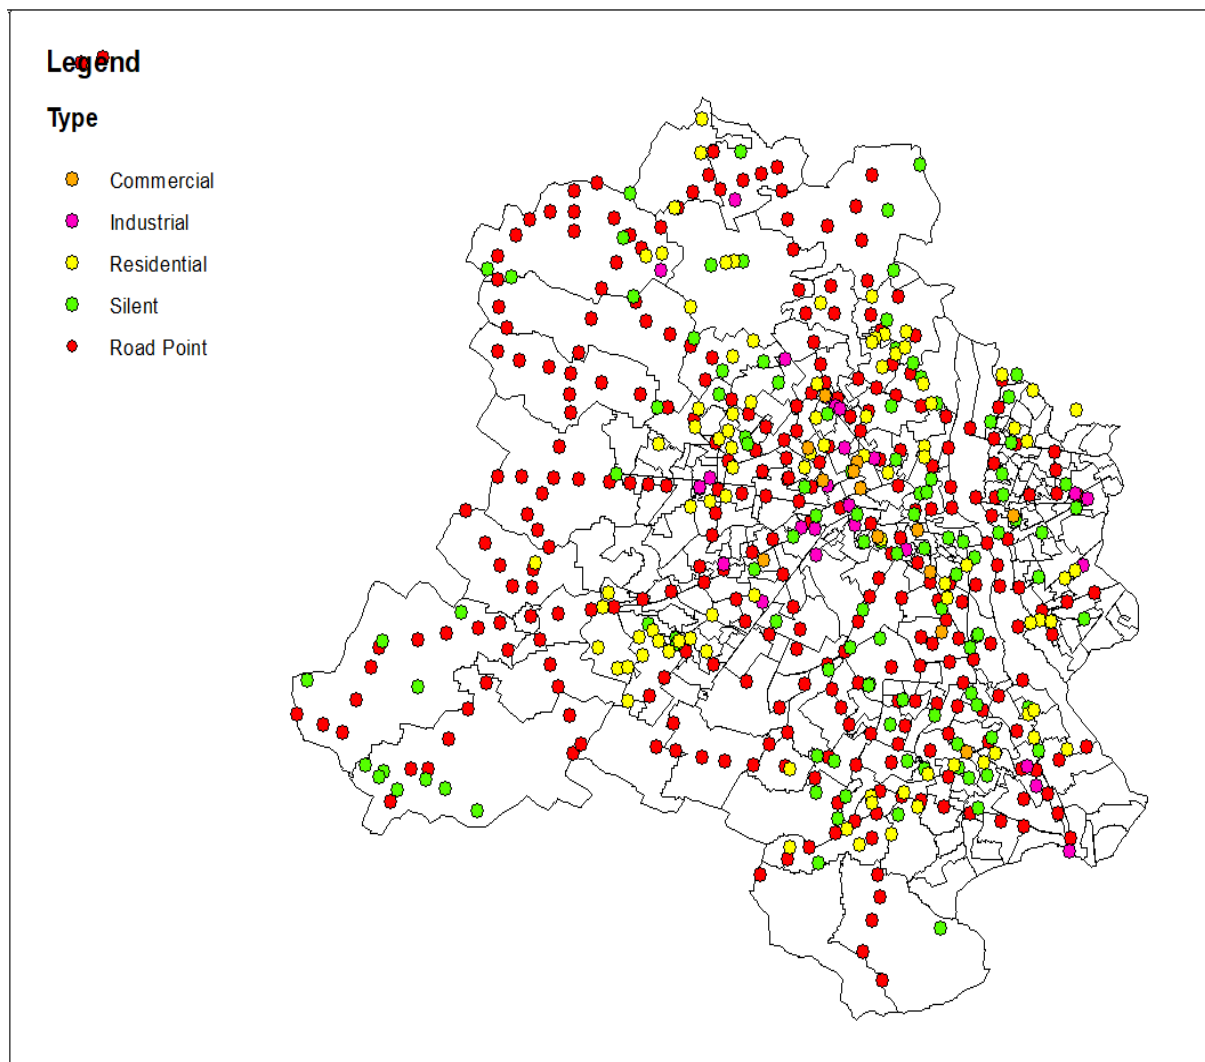 Legend
Type
Commercial
Industrial
Residential
Silent
Road Point